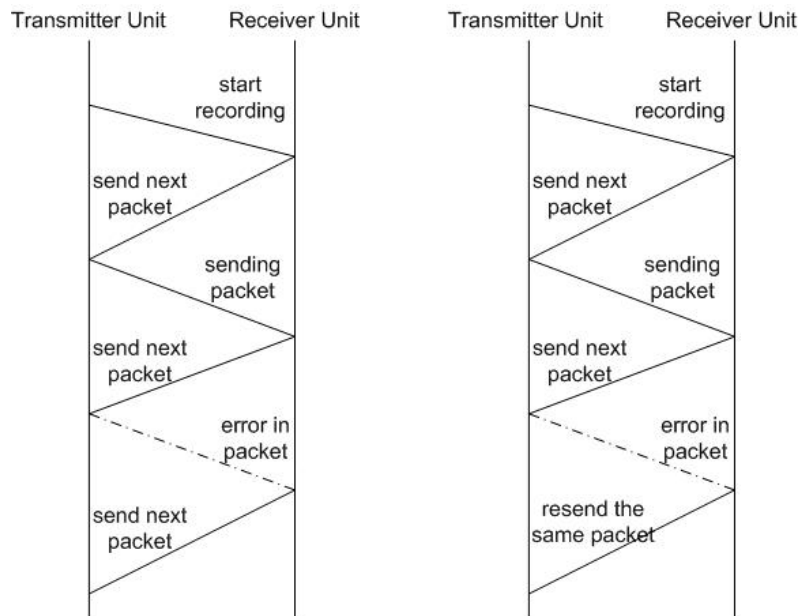 Transmitter Unit
Receiver Unit
start
recording
send next
packet
sending
packet
send next
packet
error in
packet
send next
packet
Transmitter Unit
Receiver Unit
start
recording
send next
packet
sending
packet
send next
packet
error in
packet
resend the
same packet